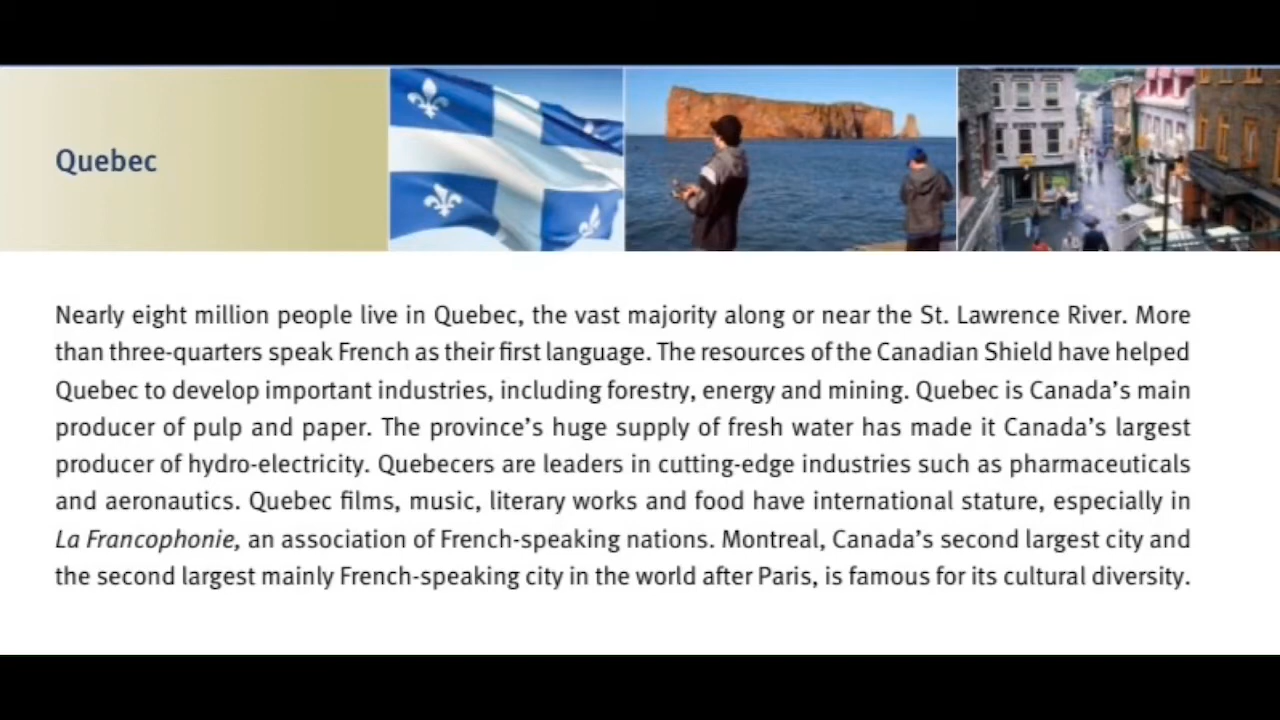 Quebec
Nearly eight million people live in Quebec, the vast majority along or near the St. Lawrence River. More
than three-quarters speak French as their first language. The resources of the Canadian Shield have helped
Quebec to develop important industries, including forestry, energy and mining. Quebec is Canada’s main
producer of pulp and paper. The province’s huge supply of fresh water has made it Canada’s largest
producer of hydro-electricity. Quebecers are leaders in cutting-edge industries such as pharmaceuticals
and aeronautics. Quebec films, music, literary works and food have international stature, especially in
La Francophonie, an association of French-speaking nations. Montreal, Canada’s second largest city and
the second largest mainly French-speaking city in the world after Paris, is famous for its cultural diversity.